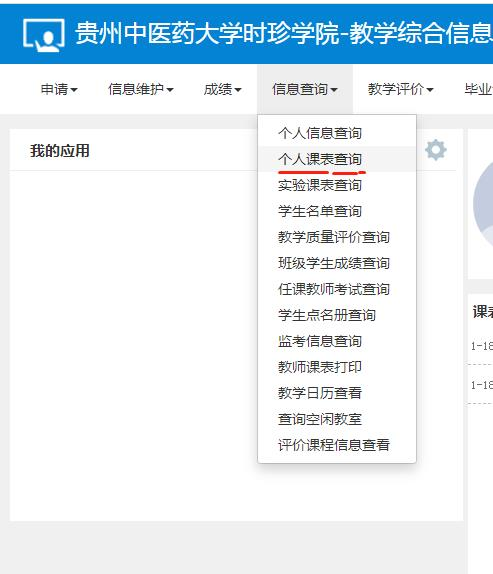 贵州中医药大学时珍学院-教学综合信息
申请 信息维护 成绩 信息查询 教学评价 毕业
我的应用
个人信息查询
个人课表查询
实验课表查询
学生名单查询
教学质量评价查询
班级学生成绩查询
任课教师考试查询
学生点名册查询
监考信息查询
教师课表打印
教学日历查看
查询空闲教室
评价课程信息查看
课表
1-18
1-18